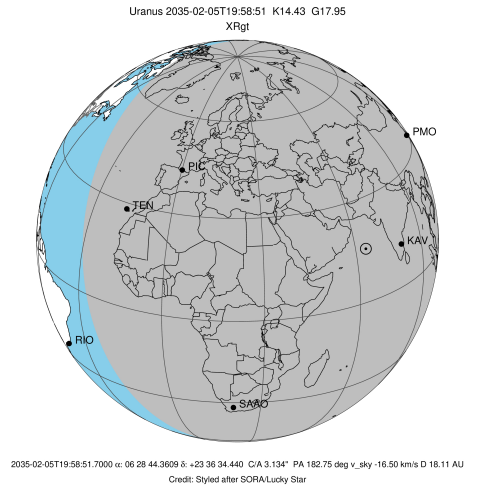 Uranus 2035-02-05T19:58:51  K14.43  G17.95
XRgt
PMO
PIC
TEN
KAV
RIO
SAAO
2035-02-05T19:58:51.7000 α: 06 28 44.3609 δ: +23 36 34.440  C/A 3.134"  PA 182.75 deg v_sky -16.50 km/s D 18.11 AU
Credit: Styled after SORA/Lucky Star